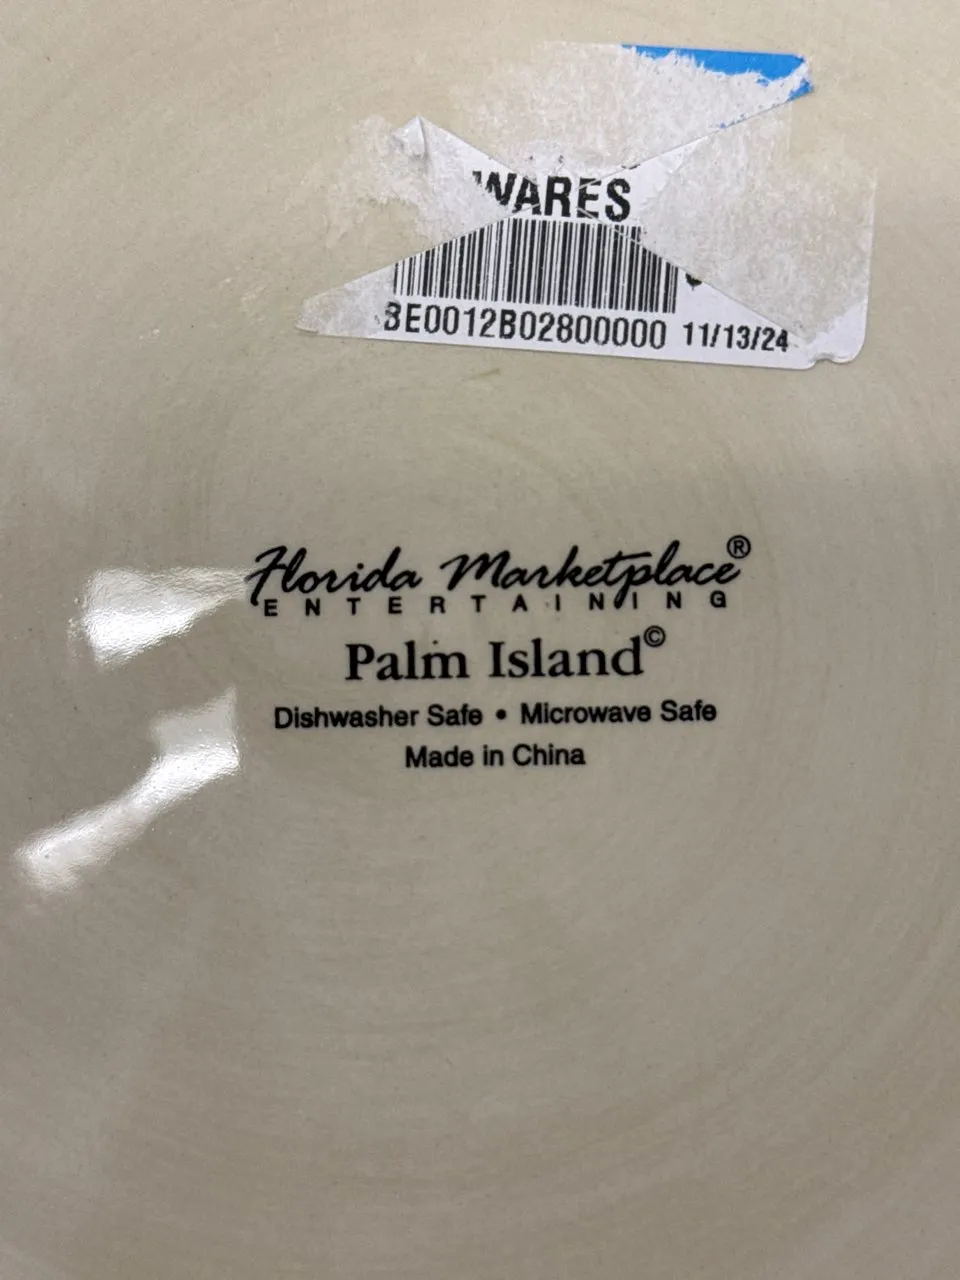 WARES
BE0012B02800000 11/13/24
Florida Marketplace®
ENTERTAINING
Palm Island©
Dishwasher Safe • Microwave Safe
Made in China